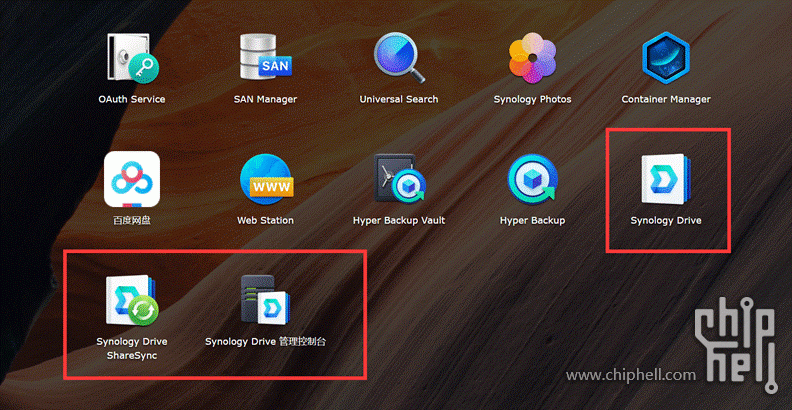 SAN
OAuth Service
SAN Manager
Universal Search
Synology Photos
Container Manager
WWW
百度网盘
Web Station
Hyper Backup Vault
Hyper Backup
Synology Drive
Synology Drive
ShareSync
Synology Drive 管理控制台
www.chiphell.com
chip
hell